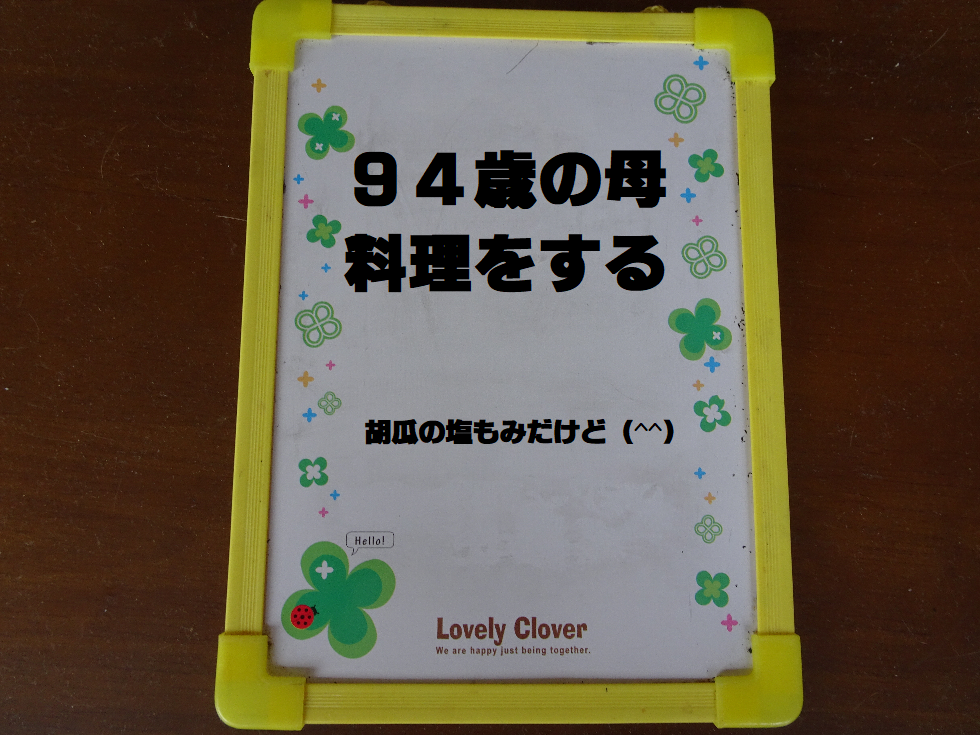 ９４歳の母
料理をする
胡瓜の塩もみだけど（^^）
Hello!
Lovely Clover
We are happy just being together.